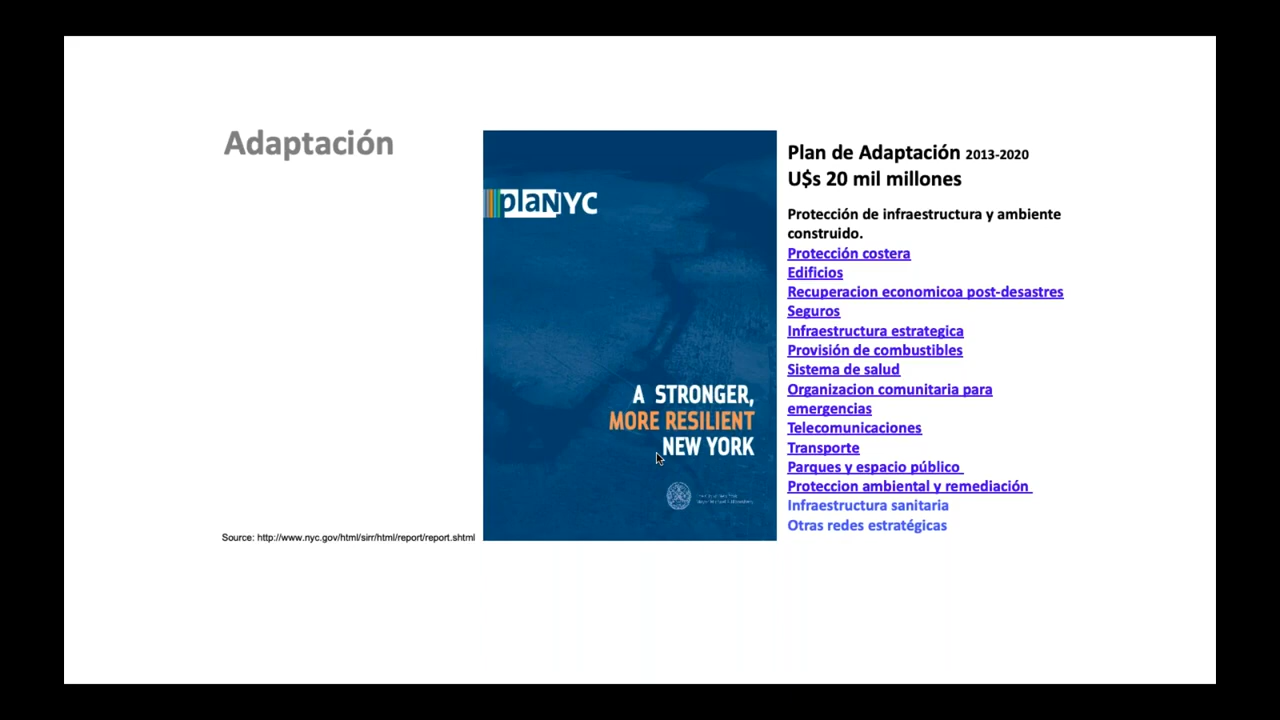 Adaptación
plaNYC
A STRONGER,
MORE RESILIENT
NEW YORK
Source: http://www.nyc.gov/html/sirr/html/report/report.shtml
Plan de Adaptación 2013-2020
U$s 20 mil millones
Protección de infraestructura y ambiente
construido.
Protección costera
Edificios
Recuperacion economicoa post-desastres
Seguros
Infraestructura estrategica
Provisión de combustibles
Sistema de salud
Organizacion comunitaria para
emergencias
Telecomunicaciones
Transporte
Parques y espacio público
Proteccion ambiental y remediación
Infraestructura sanitaria
Otras redes estratégicas